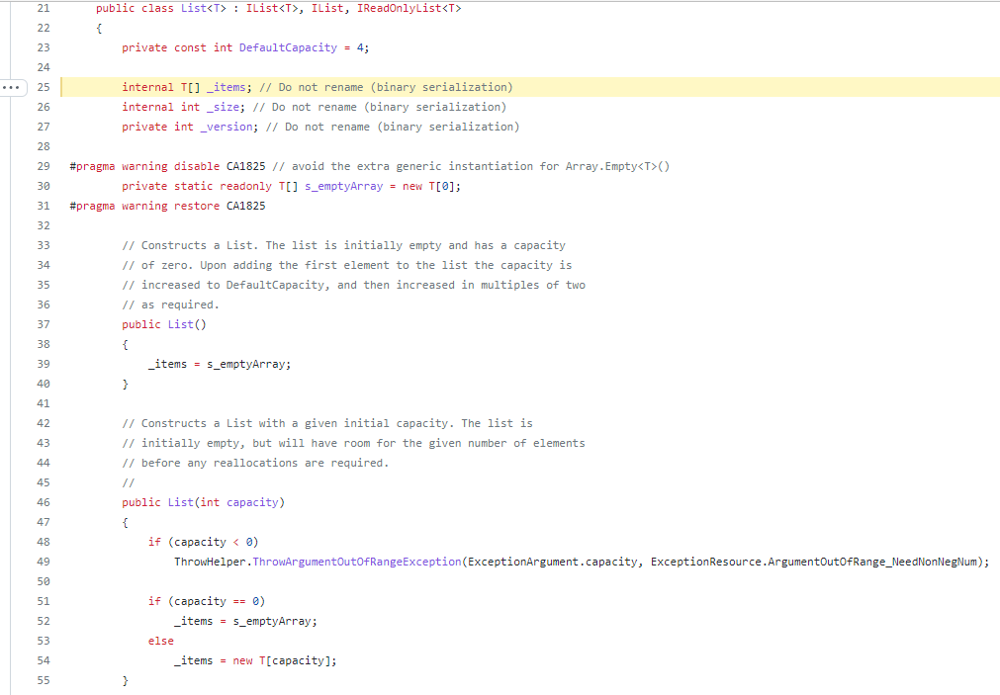 21 public class List<T> : IList<T>, IList, IReadOnlyList<T>
22 {
23 private const int DefaultCapacity = 4;
24
25 internal T[] _items; // Do not rename (binary serialization)
26 internal int _size; // Do not rename (binary serialization)
27 private int _version; // Do not rename (binary serialization)
28
29 #pragma warning disable CA1825 // avoid the extra generic instantiation for Array.Empty<T>()
30 private static readonly T[] s_emptyArray = new T[0];
31 #pragma warning restore CA1825
32
33 // Constructs a List. The list is initially empty and has a capacity
34 // of zero. Upon adding the first element to the list the capacity is
35 // increased to DefaultCapacity, and then increased in multiples of two
36 // as required.
37 public List()
38 {
39 _items = s_emptyArray;
40 }
41
42 // Constructs a List with a given initial capacity. The list is
43 // initially empty, but will have room for the given number of elements
44 // before any reallocations are required.
45 //
46 public List(int capacity)
47 {
48 if (capacity < 0)
49 ThrowHelper.ThrowArgumentOutOfRangeException(ExceptionArgument.capacity, ExceptionResource.ArgumentOutOfRange_NeedNonNegNum);
50
51 if (capacity == 0)
52 _items = s_emptyArray;
53 else
54 _items = new T[capacity];
55 }